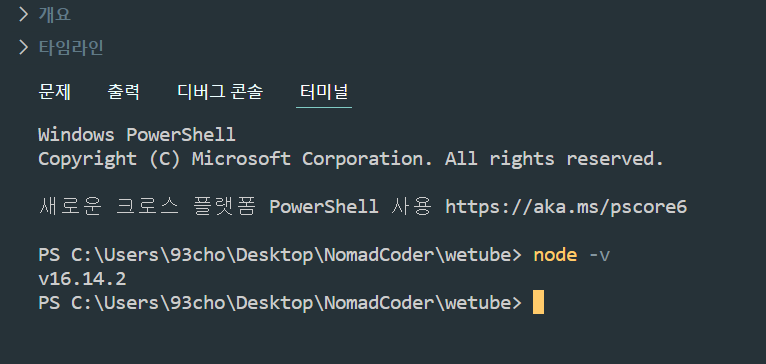 개요
타임라인
문제 출력 디버그 콘솔 터미널
Windows PowerShell
Copyright (C) Microsoft Corporation. All rights reserved.
새로운 크로스 플랫폼 PowerShell 사용 https://aka.ms/pscore6
PS C:\Users\93cho\Desktop\NomadCoder\wetube> node -v
v16.14.2
PS C:\Users\93cho\Desktop\NomadCoder\wetube>